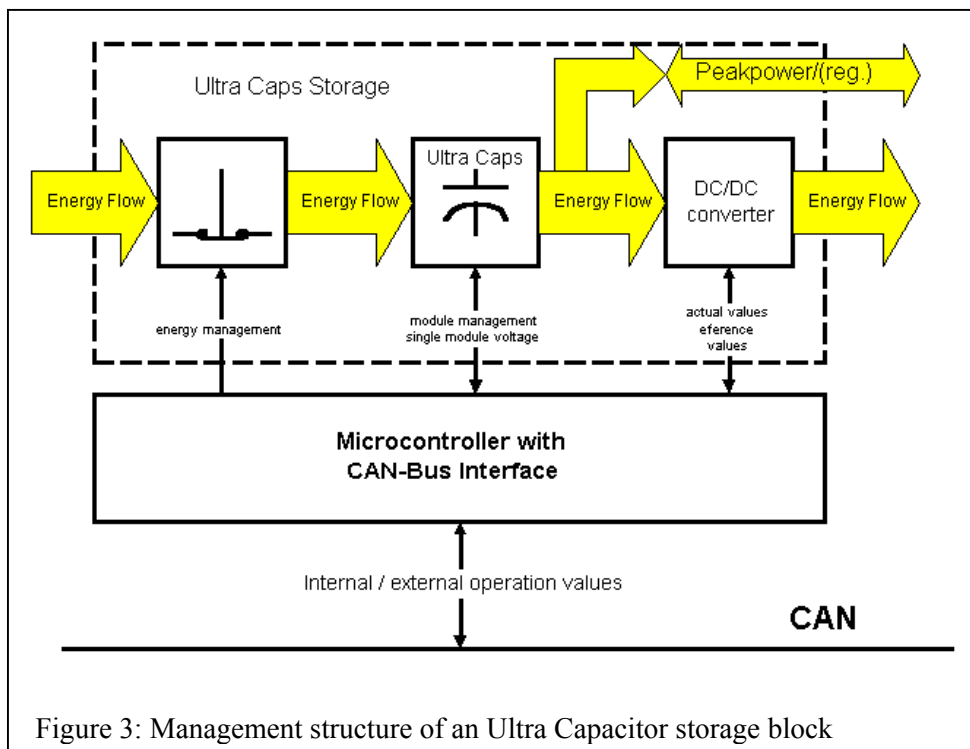 Peakpower/(reg.)
Ultra Caps Storage
Energy Flow
Energy Flow
Ultra Caps
Energy Flow
DC/DC
converter
Energy Flow
energy management
module management
single module voltage
actual values
eference
values
Microcontroller with
CAN-Bus Interface
Internal / external operation values
CAN
Figure 3: Management structure of an Ultra Capacitor storage block